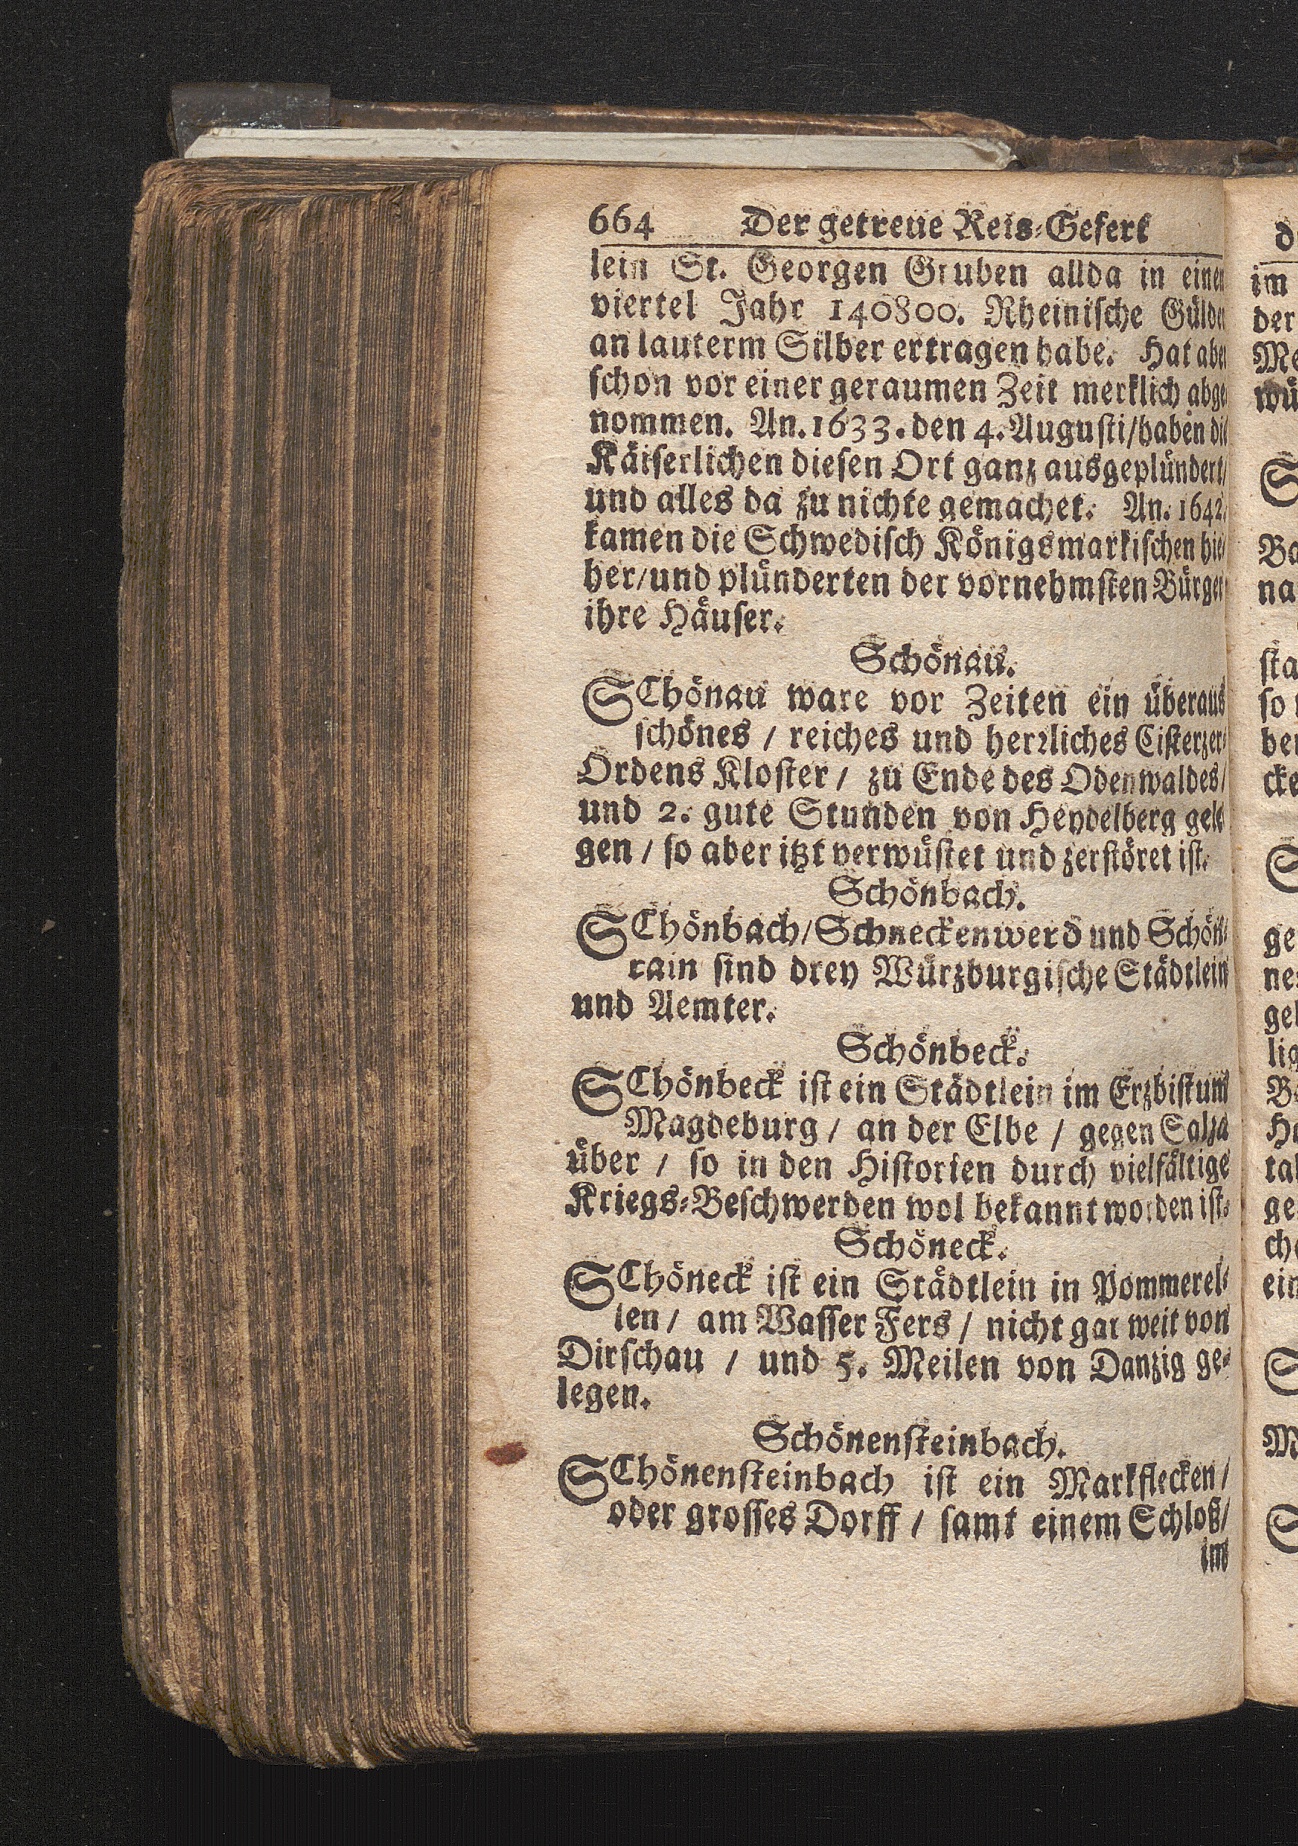 664 Der getreue Reis-Gefert
lein St. Georgen Gruben allda in einen
viertel Jahr 140800. Rheinische Gülden
an lauterm Silber ertragen habe. Hat aber
schon vor einer geraumen Zeit merklich abge
nommen. An. 1633. den 4. Augusti/haben die
Käiserlichen diesen Ort ganz ausgeplündert/
und alles da zu nichte gemachet. An. 1642.
kamen die Schwedisch Königsmarkischen hie-
her/und plünderten der vornehmsten Bürger
ihre Häuser.
Schönau.
SChönau ware vor Zeiten ein überaus
schönes / reiches und herrliches Cisterzer-
Ordens Kloster / zu Ende des Odenwaldes/
und 2. gute Stunden von Heydelberg gele
gen / so aber itzt verwüstet und zerstöret ist.
Schönbach.
SChönbach/Schneckenwerd und Schön-
rain sind drey Würzburgische Städtlein
und Aemter.
Schönbeck.
SChönbeck ist ein Städtlein im Erzbistum
Magdeburg / an der Elbe / gegen Salza
über / so in den Historien durch vielfältige
Kriegs-Beschwerden wol bekannt worden ist.
Schöneck.
SChöneck ist ein Städtlein in Pommerel-
len / am Wasser Fers / nicht gar weit von
Dirschau / und 5. Meilen von Danzig ge-
legen.
Schönensteinbach.
SChönensteinbach ist ein Markflecken/
oder grosses Dorff / samt einem Schloß/
im